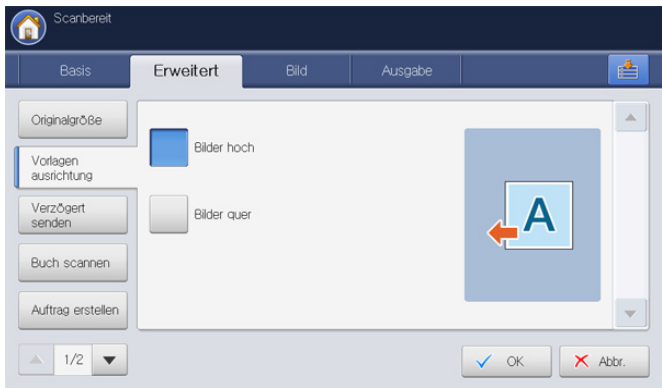 Scanbereit
Basis
Erweitert
Bild
Ausgabe
Originalgröße
Vorlagen
ausrichtung
Verzögert
senden
Buch scannen
Auftrag erstellen
1/2
Bilder hoch
Bilder quer
A
OK
Abbr.